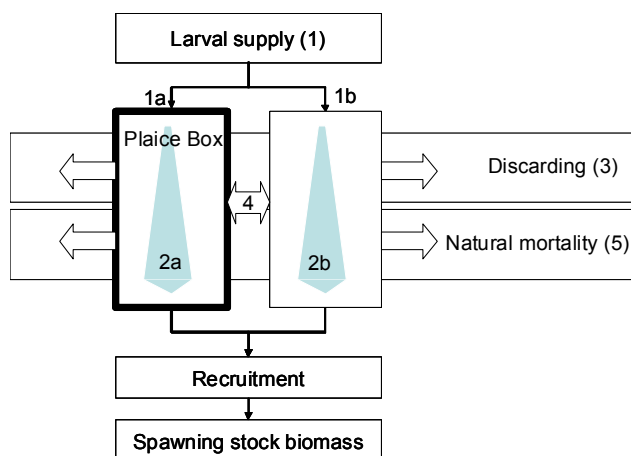 Larval supply (1)
1a
1b
Plaice Box
Discarding (3)
4
Natural mortality (5)
2a
2b
Recruitment
Spawning stock biomass